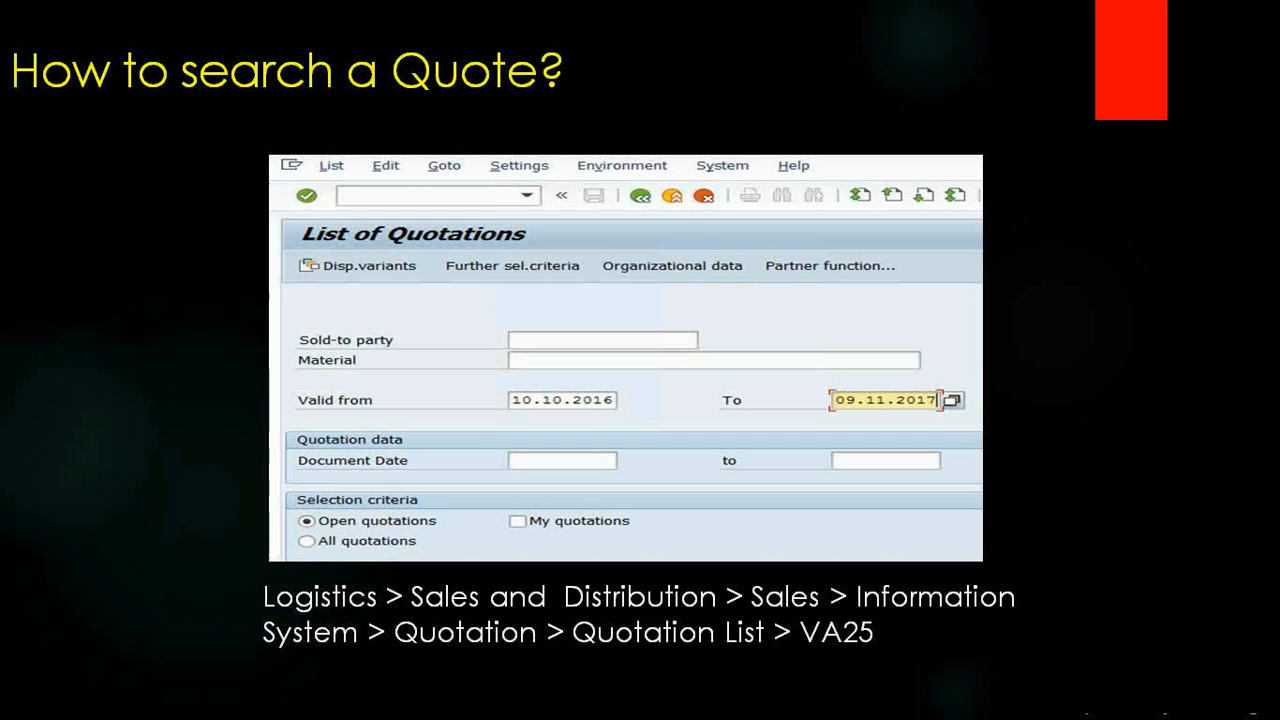 How to search a Quote?
List Edit Goto Settings Environment System Help
List of Quotations
Disp.variants Further sel.criteria Organizational data Partner function...
Sold-to party
Material
Valid from 10.10.2016 To 09.11.2017
Quotation data
Document Date to
Selection criteria
Open quotations My quotations
All quotations
Logistics > Sales and Distribution > Sales > Information
System > Quotation > Quotation List > VA25